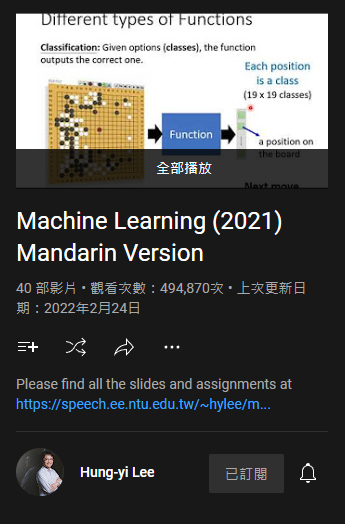 Different types of Functions
Classification: Given options (classes), the function
outputs the correct one.
Each position
is a class
(19 x 19 classes)
Function
a position on
the board
Next move
全部播放
Machine Learning (2021)
Mandarin Version
40 部影片 • 觀看次數：494,870次 • 上次更新日
期：2022年2月24日
Please find all the slides and assignments at
https://speech.ee.ntu.edu.tw/~hylee/m...
Hung-yi Lee
已訂閱